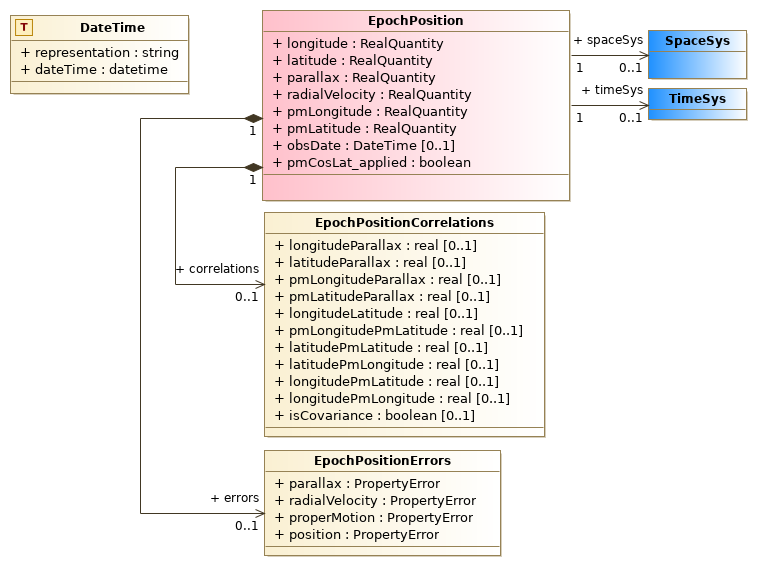 T DateTime
+ representation : string
+ dateTime : datetime
EpochPosition
+ longitude : RealQuantity
+ latitude : RealQuantity
+ parallax : RealQuantity
+ radialVelocity : RealQuantity
+ pmLongitude : RealQuantity
+ pmLatitude : RealQuantity
+ obsDate : DateTime [0..1]
+ pmCosLat_applied : boolean
+ spaceSys
1 0..1
SpaceSys
+ timeSys
1 0..1
TimeSys
1
1
+ correlations
0..1
EpochPositionCorrelations
+ longitudeParallax : real [0..1]
+ latitudeParallax : real [0..1]
+ pmLongitudeParallax : real [0..1]
+ pmLatitudeParallax : real [0..1]
+ longitudeLatitude : real [0..1]
+ pmLongitudePmLatitude : real [0..1]
+ latitudePmLatitude : real [0..1]
+ latitudePmLongitude : real [0..1]
+ longitudePmLatitude : real [0..1]
+ longitudePmLongitude : real [0..1]
+ isCovariance : boolean [0..1]
+ errors
0..1
EpochPositionErrors
+ parallax : PropertyError
+ radialVelocity : PropertyError
+ properMotion : PropertyError
+ position : PropertyError